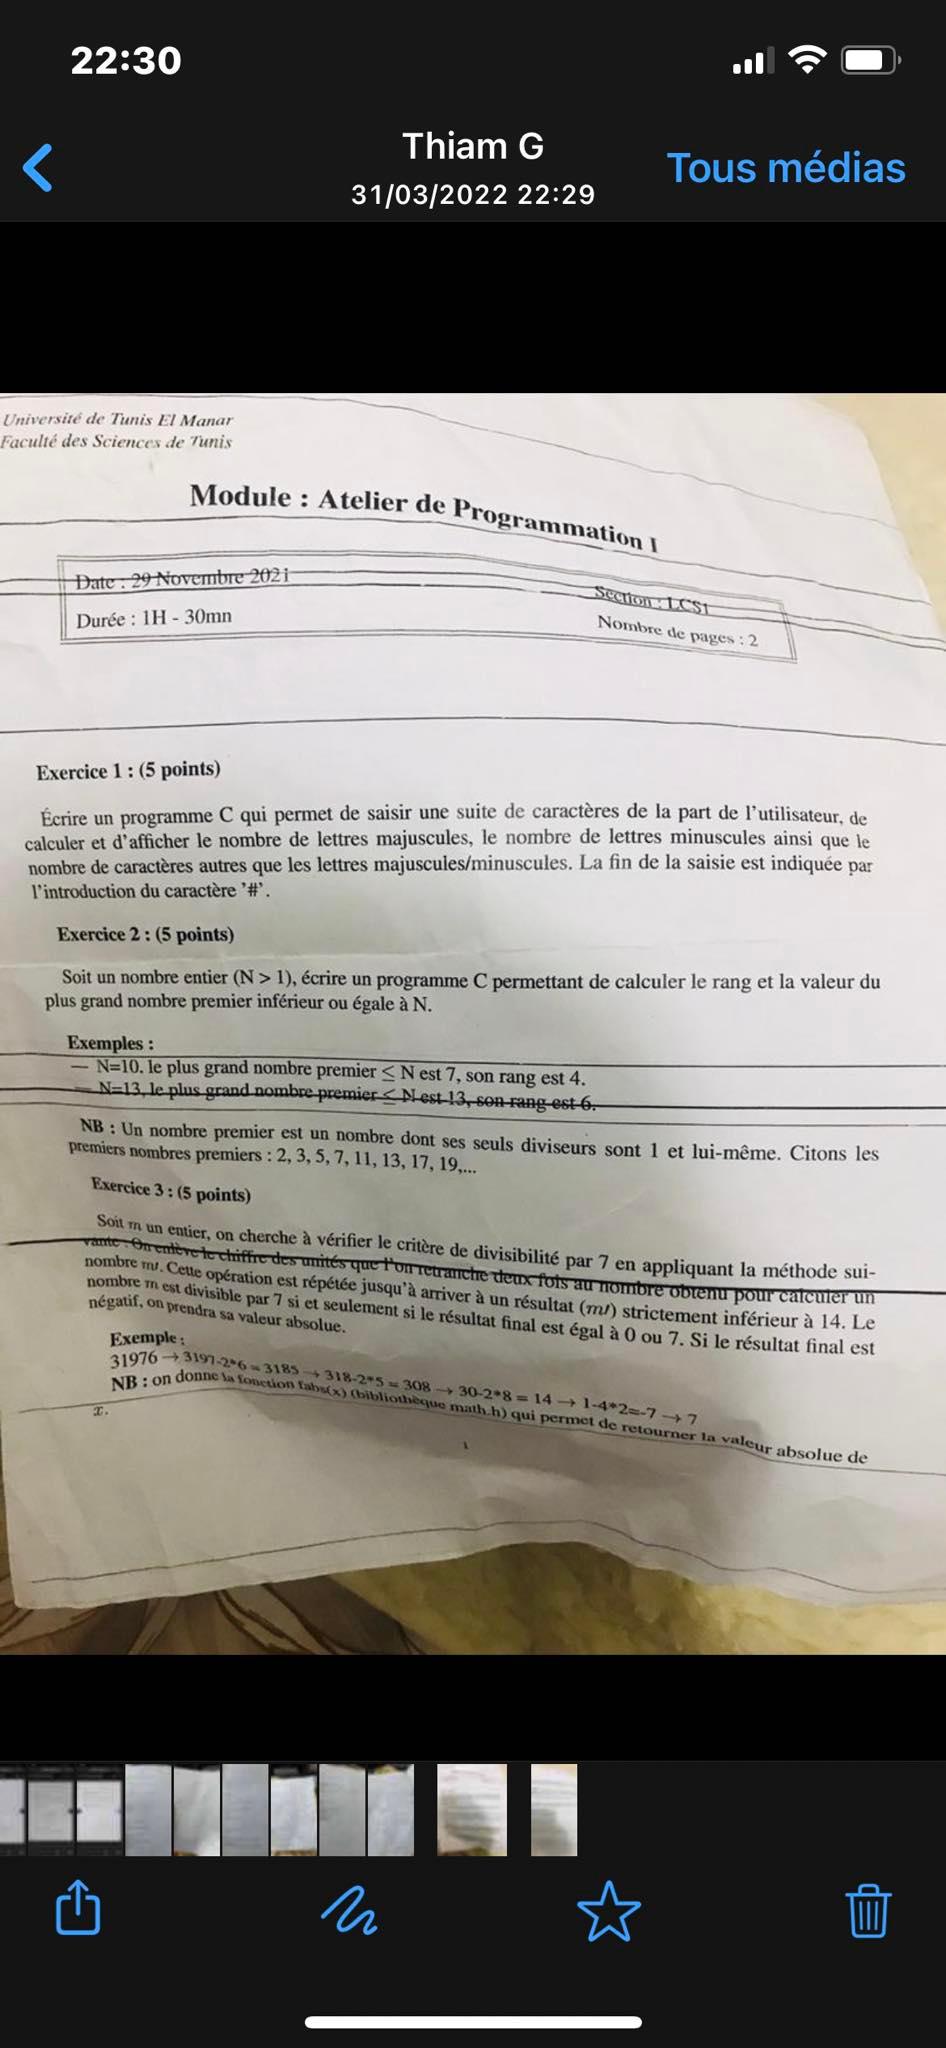 22:30
Thiam G
31/03/2022 22:29
Tous médias
Université de Tunis El Manar
Faculté des Sciences de Tunis
Module : Atelier de Programmation I
Date : 29 Novembre 2021
Section : LCS1
Durée : 1H - 30mn
Nombre de pages : 2
Exercice 1 : (5 points)
Écrire un programme C qui permet de saisir une suite de caractères de la part de l'utilisateur, de
calculer et d'afficher le nombre de lettres majuscules, le nombre de lettres minuscules ainsi que le
nombre de caractères autres que les lettres majuscules/minuscules. La fin de la saisie est indiquée par
l'introduction du caractère '#'.
Exercice 2 : (5 points)
Soit un nombre entier (N > 1), écrire un programme C permettant de calculer le rang et la valeur du
plus grand nombre premier inférieur ou égale à N.
Exemples :
— N=10. le plus grand nombre premier ≤ N est 7, son rang est 4.
— N=13, le plus grand nombre premier ≤ N est 13, son rang est 6.
NB : Un nombre premier est un nombre dont ses seuls diviseurs sont 1 et lui-même. Citons les
premiers nombres premiers : 2, 3, 5, 7, 11, 13, 17, 19,...
Exercice 3 : (5 points)
Soit m un entier, on cherche à vérifier le critère de divisibilité par 7 en appliquant la méthode sui-
vante : On enlève le chiffre des unités que l'on retranche deux fois au nombre obtenu pour calculer un
nombre m'. Cette opération est répétée jusqu'à arriver à un résultat (m') strictement inférieur à 14. Le
nombre m est divisible par 7 si et seulement si le résultat final est égal à 0 ou 7. Si le résultat final est
négatif, on prendra sa valeur absolue.
Exemple :
31976 → 3197-2*6 = 3185 → 318-2*5 = 308 → 30-2*8 = 14 → 1-4*2=-7 → 7
NB : on donne la fonction fabs(x) (bibliothèque math.h) qui permet de retourner la valeur absolue de
x.
1